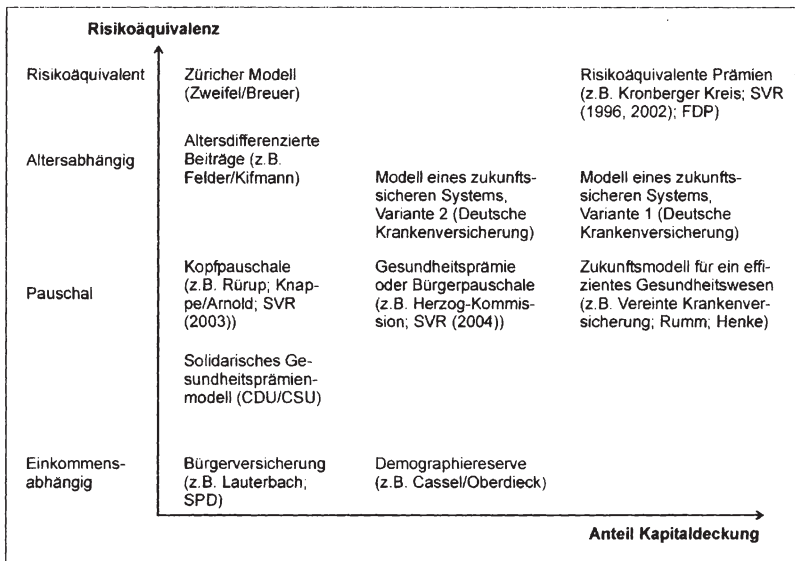 Risikoäquivalenz
Risikoäquivalent
Züricher Modell
(Zweifel/Breuer)
Risikoäquivalente Prämien
(z.B. Kronberger Kreis; SVR
(1996, 2002); FDP)
Altersabhängig
Altersdifferenzierte
Beiträge (z.B.
Felder/Kifmann)
Modell eines zukunfts-
sicheren Systems,
Variante 2 (Deutsche
Krankenversicherung)
Modell eines zukunfts-
sicheren Systems,
Variante 1 (Deutsche
Krankenversicherung)
Pauschal
Kopfpauschale
(z.B. Rürup; Knap-
pe/Arnold; SVR
(2003))
Gesundheitsprämie
oder Bürgerpauschale
(z.B. Herzog-Kommis-
sion; SVR (2004))
Zukunftsmodell für ein effi-
zientes Gesundheitswesen
(z.B. Vereinte Krankenver-
sicherung; Rumm; Henke)
Solidarisches Ge-
sundheitsprämien-
modell (CDU/CSU)
Einkommens-
abhängig
Bürgerversicherung
(z.B. Lauterbach;
SPD)
Demographiereserve
(z.B. Cassel/Oberdieck)
Anteil Kapitaldeckung